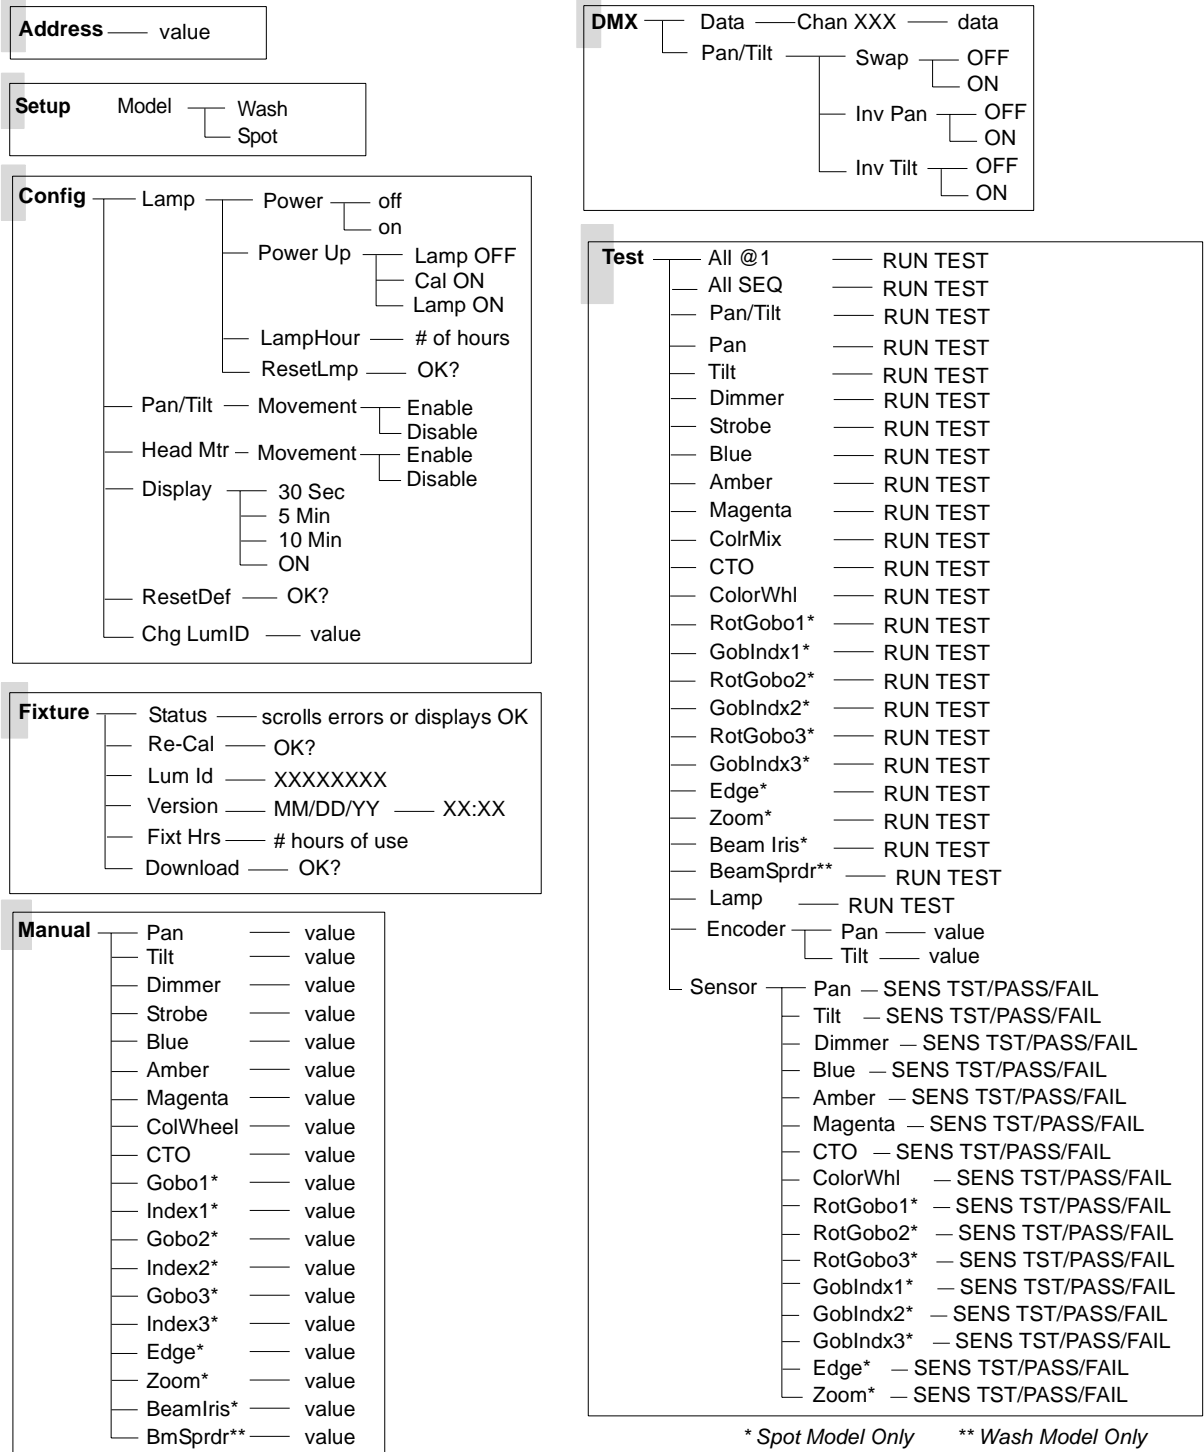 Address value
Setup Model Wash
Spot
Config Lamp Power off
on
Power Up Lamp OFF
Cal ON
Lamp ON
LampHour # of hours
ResetLmp OK?
Pan/Tilt Movement Enable
Disable
Head Mtr Movement Enable
Disable
Display 30 Sec
5 Min
10 Min
ON
ResetDef OK?
Chg LumID value
Fixture Status scrolls errors or displays OK
Re-Cal OK?
Lum Id XXXXXXXX
Version MM/DD/YY XX:XX
Fixt Hrs # hours of use
Download OK?
Manual Pan value
Tilt value
Dimmer value
Strobe value
Blue value
Amber value
Magenta value
ColWheel value
CTO value
Gobo1* value
Index1* value
Gobo2* value
Index2* value
Gobo3* value
Index3* value
Edge* value
Zoom* value
BeamIris* value
BmSprdr** value
DMX Data Chan XXX data
Pan/Tilt Swap OFF
ON
Inv Pan OFF
ON
Inv Tilt OFF
ON
Test All @1 RUN TEST
All SEQ RUN TEST
Pan/Tilt RUN TEST
Pan RUN TEST
Tilt RUN TEST
Dimmer RUN TEST
Strobe RUN TEST
Blue RUN TEST
Amber RUN TEST
Magenta RUN TEST
ColrMix RUN TEST
CTO RUN TEST
ColorWhl RUN TEST
RotGobo1* RUN TEST
GobIndx1* RUN TEST
RotGobo2* RUN TEST
GobIndx2* RUN TEST
RotGobo3* RUN TEST
GobIndx3* RUN TEST
Edge* RUN TEST
Zoom* RUN TEST
Beam Iris* RUN TEST
BeamSprdr** RUN TEST
Lamp RUN TEST
Encoder Pan value
Tilt value
Sensor Pan SENS TST/PASS/FAIL
Tilt SENS TST/PASS/FAIL
Dimmer SENS TST/PASS/FAIL
Blue SENS TST/PASS/FAIL
Amber SENS TST/PASS/FAIL
Magenta SENS TST/PASS/FAIL
CTO SENS TST/PASS/FAIL
ColorWhl SENS TST/PASS/FAIL
RotGobo1* SENS TST/PASS/FAIL
RotGobo2* SENS TST/PASS/FAIL
RotGobo3* SENS TST/PASS/FAIL
GobIndx1* SENS TST/PASS/FAIL
GobIndx2* SENS TST/PASS/FAIL
GobIndx3* SENS TST/PASS/FAIL
Edge* SENS TST/PASS/FAIL
Zoom* SENS TST/PASS/FAIL
* Spot Model Only ** Wash Model Only